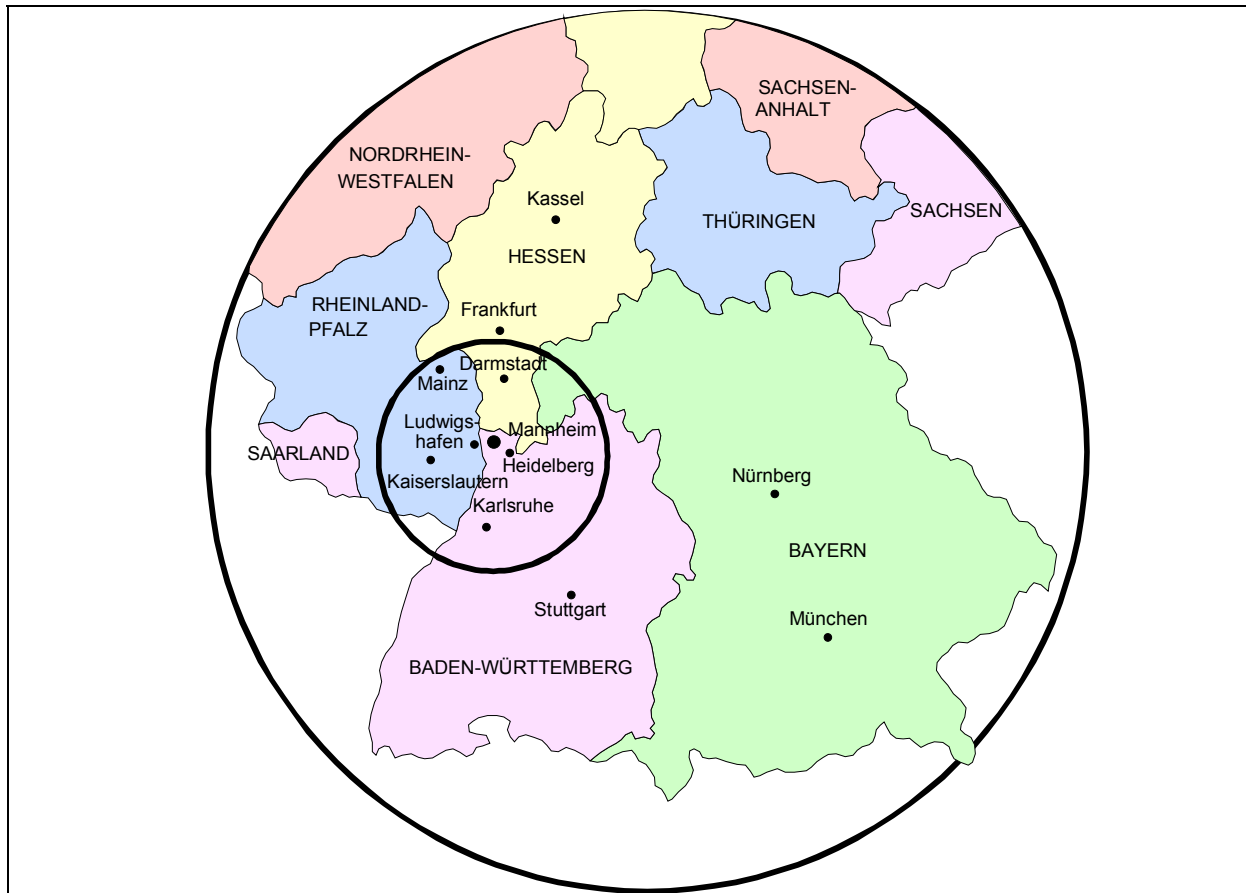 SACHSEN-
ANHALT
NORDRHEIN-
WESTFALEN
Kassel
SACHSEN
THÜRINGEN
HESSEN
RHEINLAND-
PFALZ
Frankfurt
Darmstadt
Mainz
Ludwigs-
hafen
Mannheim
SAARLAND
Heidelberg
Kaiserslautern
Nürnberg
Karlsruhe
BAYERN
Stuttgart
München
BADEN-WÜRTTEMBERG